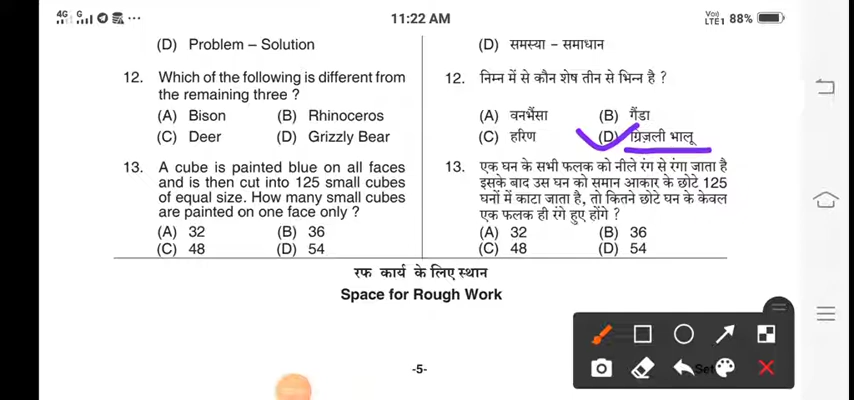 4G G ... 11:22 AM Vo) LTE1 88%
(D) Problem – Solution
12. Which of the following is different from
the remaining three ?
(A) Bison (B) Rhinoceros
(C) Deer (D) Grizzly Bear
13. A cube is painted blue on all faces
and is then cut into 125 small cubes
of equal size. How many small cubes
are painted on one face only ?
(A) 32 (B) 36
(C) 48 (D) 54
(D) समस्या – समाधान
12. निम्न में से कौन शेष तीन से भिन्न है ?
(A) वनभैंसा (B) गैंडा
(C) हरिण (D) ग्रिज़ली भालू
13. एक घन के सभी फलक को नीले रंग से रंगा जाता है
इसके बाद उस घन को समान आकार के छोटे 125
घनों में काटा जाता है, तो कितने छोटे घन के केवल
एक फलक ही रंगे हुए होंगे ?
(A) 32 (B) 36
(C) 48 (D) 54
रफ कार्य के लिए स्थान
Space for Rough Work
-5-
Set